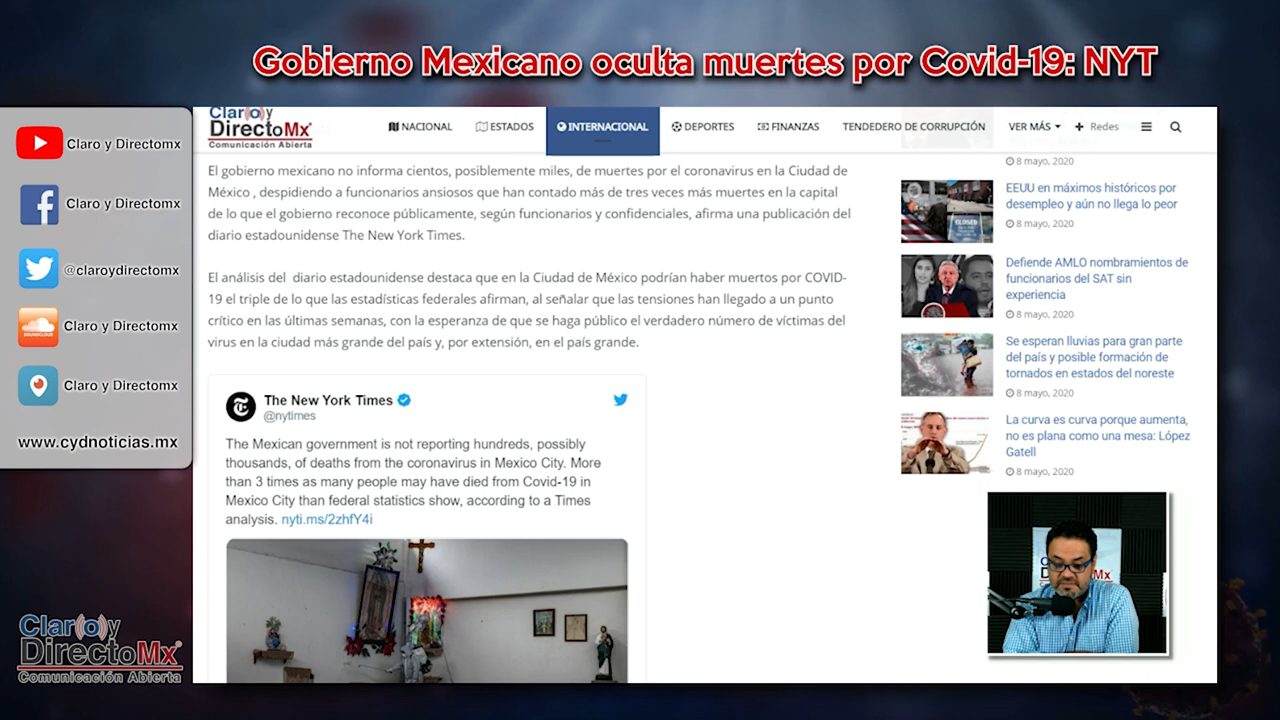 Gobierno Mexicano oculta muertes por Covid-19: NYT
Claro y Directomx
Claro y Directomx
@claroydirectomx
SOUNDCLOUD
Claro y Directomx
Claro y Directomx
www.cydnoticias.mx
Claro y
DirectoMx
Comunicación Abierta
NACIONAL
ESTADOS
INTERNACIONAL
DEPORTES
FINANZAS
TENDEDERO DE CORRUPCIÓN
VER MÁS
Redes
El gobierno mexicano no informa cientos, posiblemente miles, de muertes por el coronavirus en la Ciudad de
México , despidiendo a funcionarios ansiosos que han contado más de tres veces más muertes en la capital
de lo que el gobierno reconoce públicamente, según funcionarios y confidenciales, afirma una publicación del
diario estadounidense The New York Times.
El análisis del  diario estadounidense destaca que en la Ciudad de México podrían haber muertos por COVID-
19 el triple de lo que las estadísticas federales afirman, al señalar que las tensiones han llegado a un punto
crítico en las últimas semanas, con la esperanza de que se haga público el verdadero número de víctimas del
virus en la ciudad más grande del país y, por extensión, en el país grande.
The New York Times
@nytimes
The Mexican government is not reporting hundreds, possibly
thousands, of deaths from the coronavirus in Mexico City. More
than 3 times as many people may have died from Covid-19 in
Mexico City than federal statistics show, according to a Times
analysis. nyti.ms/2zhfY4i
8 mayo, 2020
EEUU en máximos históricos por
desempleo y aún no llega lo peor
8 mayo, 2020
CLOSED
Defiende AMLO nombramientos de
funcionarios del SAT sin
experiencia
8 mayo, 2020
Se esperan lluvias para gran parte
del país y posible formación de
tornados en estados del noreste
8 mayo, 2020
La curva es curva porque aumenta,
no es plana como una mesa: López
Gatell
8 mayo, 2020
Claro y
DirectoMx
Comunicación Abierta